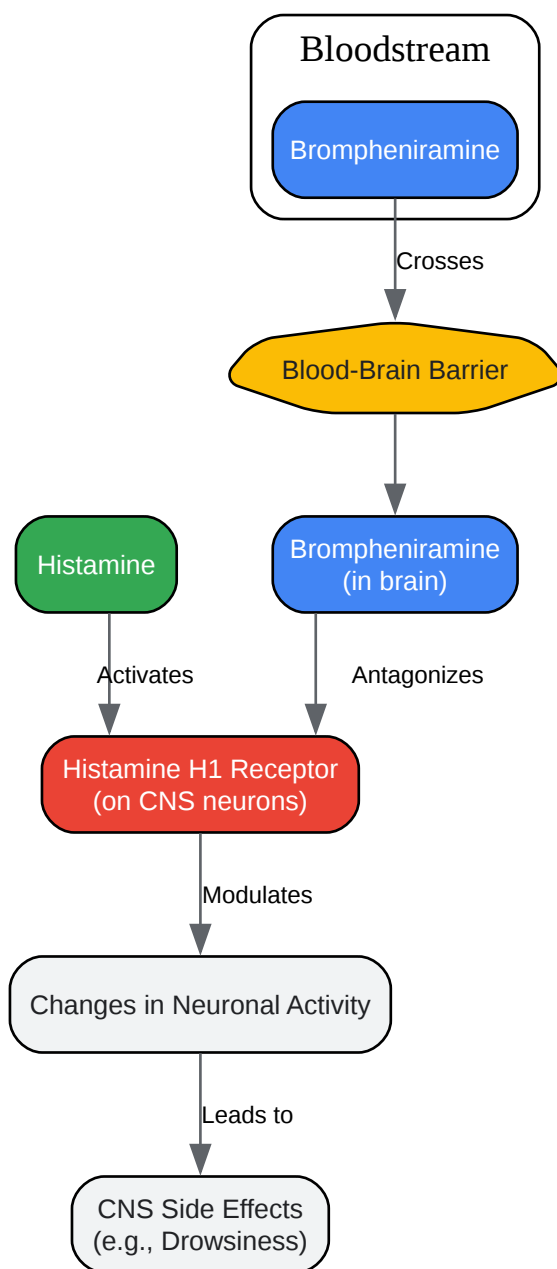 Bloodstream
Brompheniramine
Crosses
Blood-Brain Barrier
Histamine
Brompheniramine
(in brain)
Activates
Antagonizes
Histamine H1 Receptor
(on CNS neurons)
Modulates
Changes in Neuronal Activity
Leads to
CNS Side Effects
(e.g., Drowsiness)